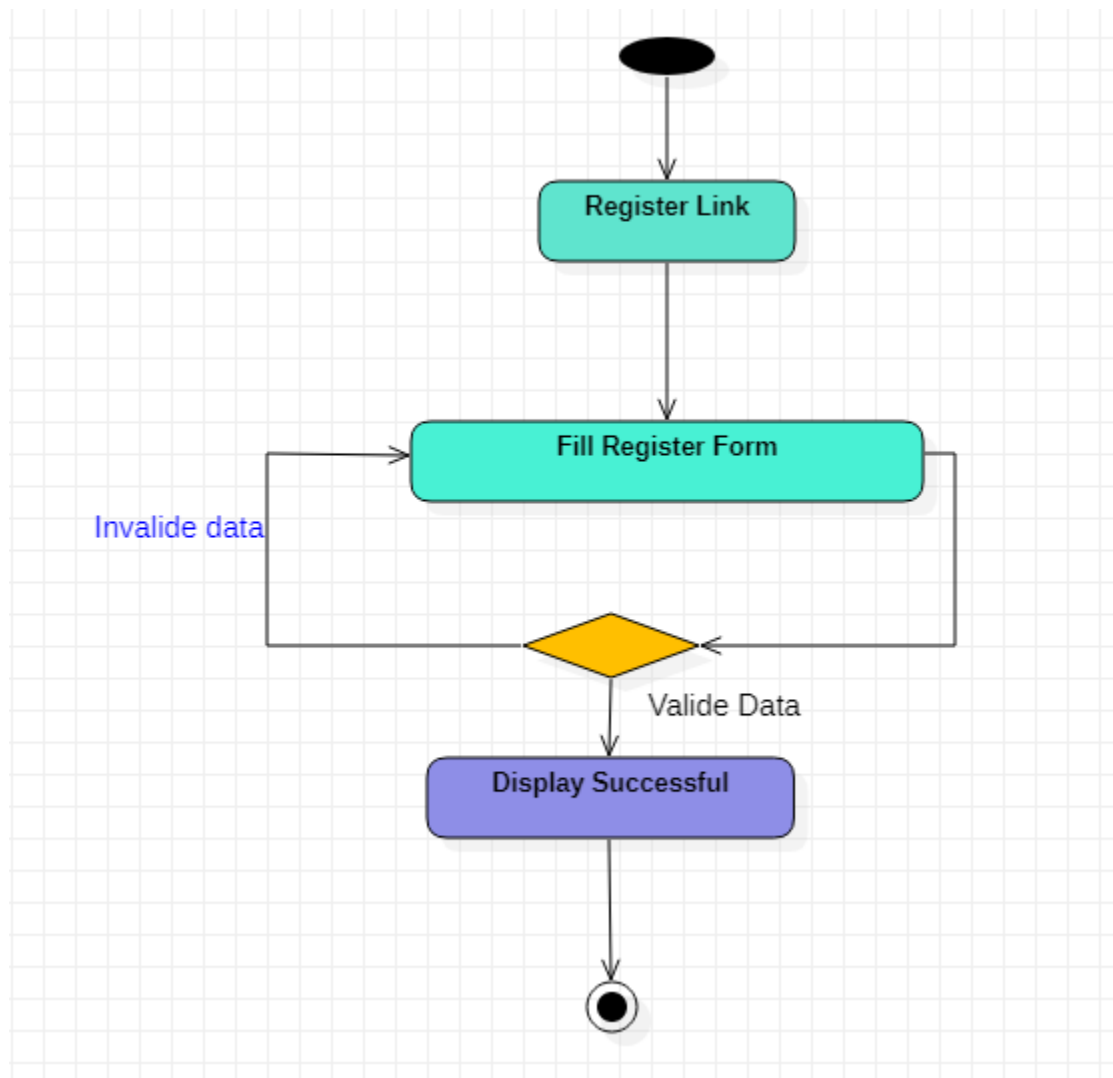 Register Link
Fill Register Form
Invalide data
Valide Data
Display Successful